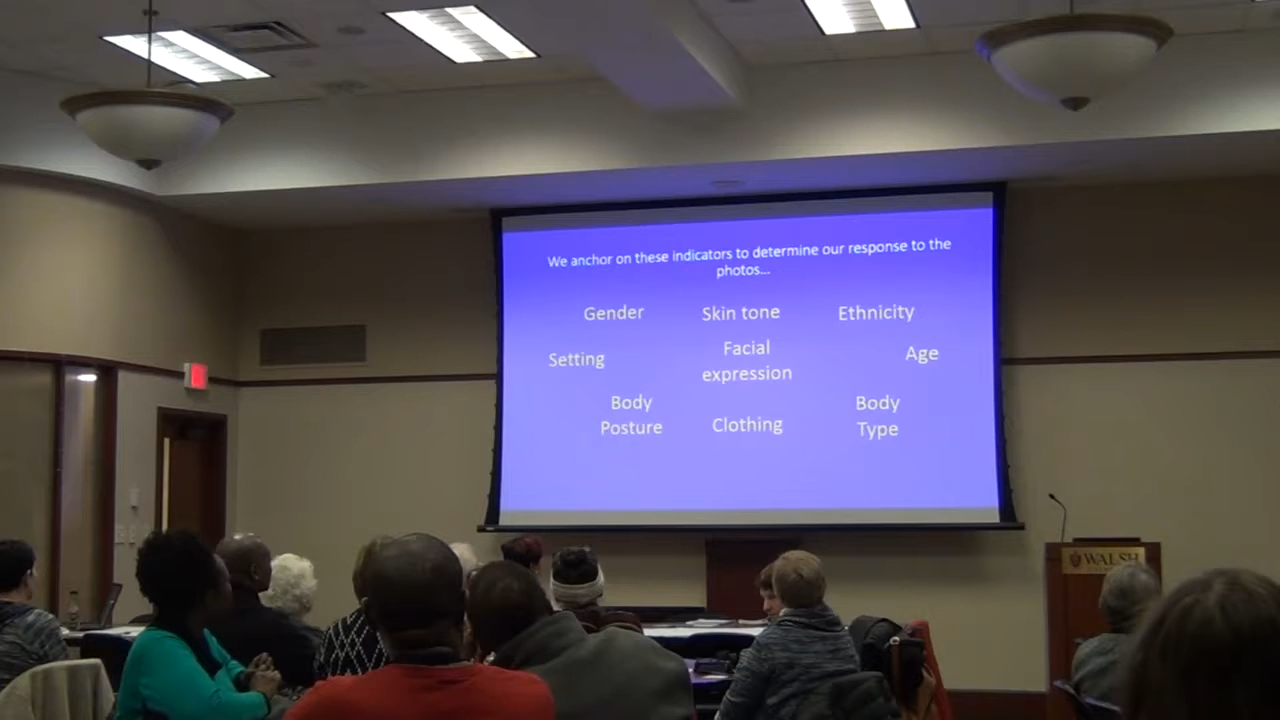 We anchor on these indicators to determine our response to the
photos...
Gender Skin tone Ethnicity
Setting Facial expression Age
Body Posture Clothing Body Type
WALSH